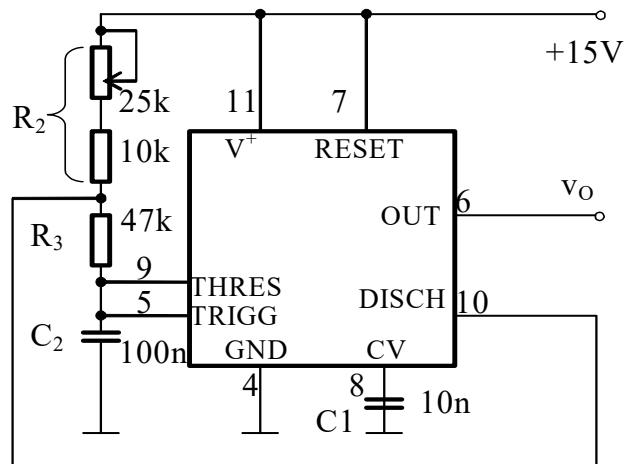 +15V
25k
11
7
R2
V+
RESET
10k
vO
6
OUT
47k
R3
9
THRES
DISCH
10
5
TRIGG
C2
100n
GND
CV
4
8
10n
C1